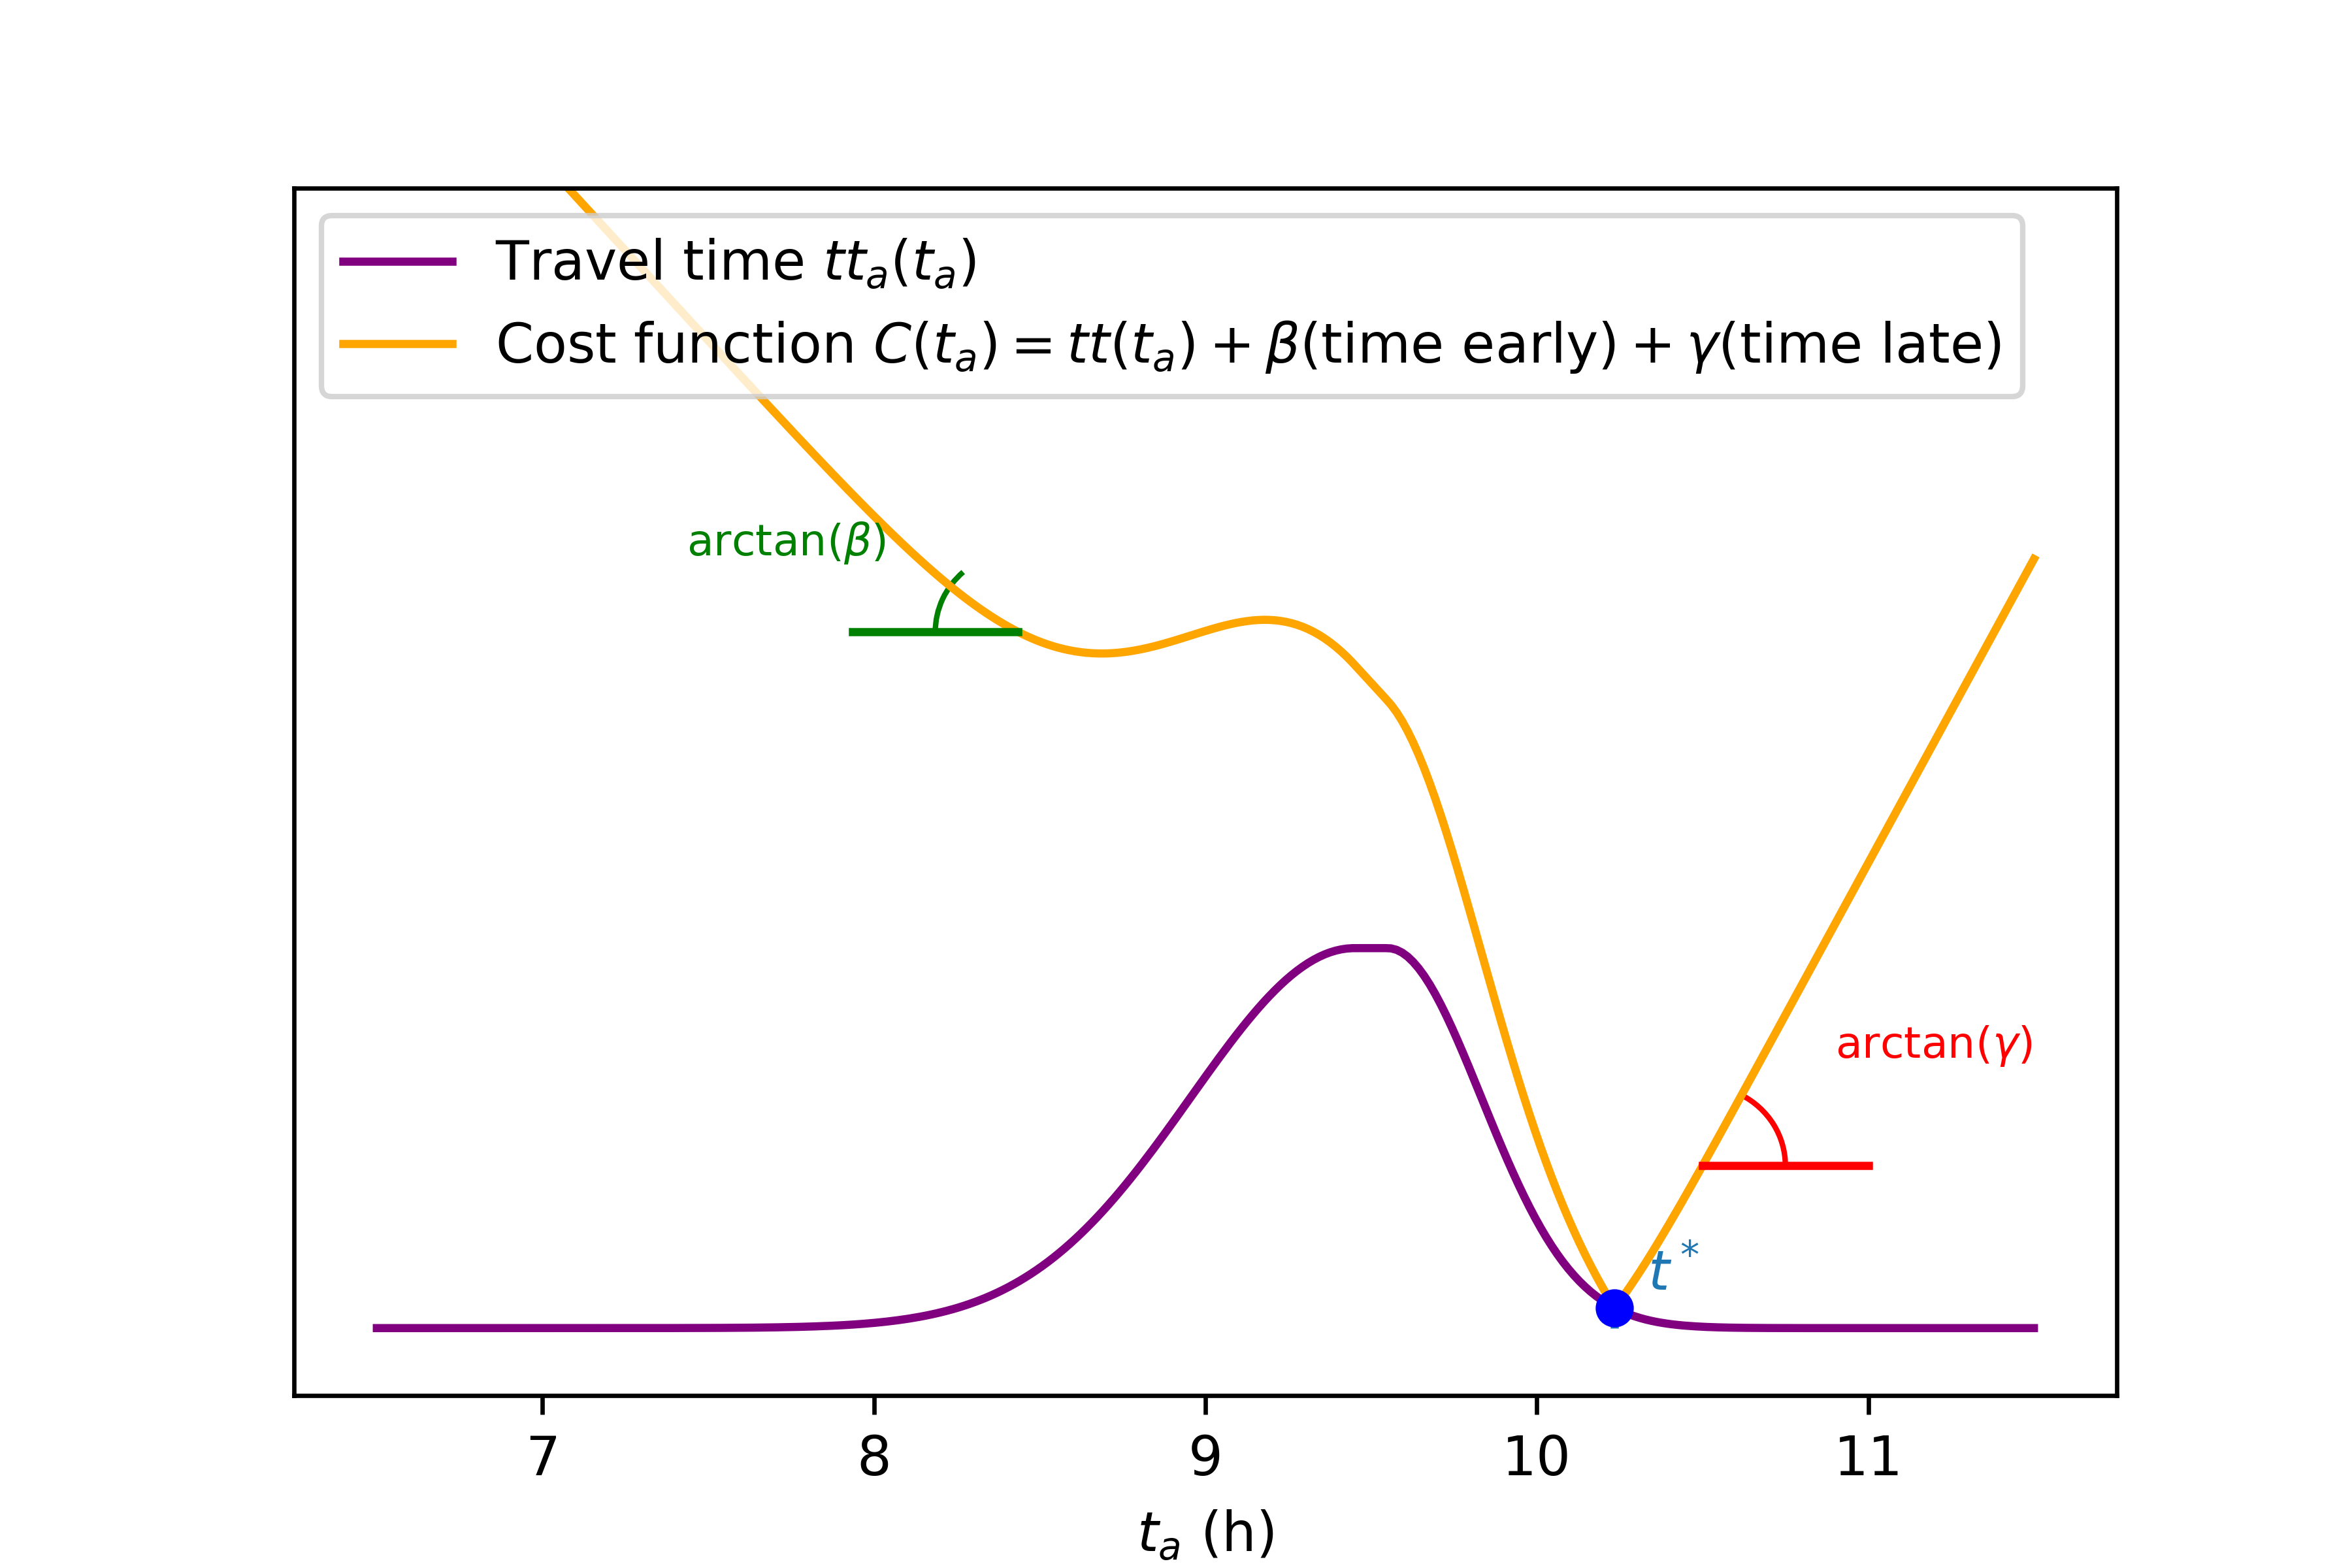 Travel time tt_a(t_a)
Cost function C(t_a) = tt(t_a) + β(time early) + γ(time late)
arctan(β)
arctan(γ)
t*
7 8 9 10 11
t_a (h)